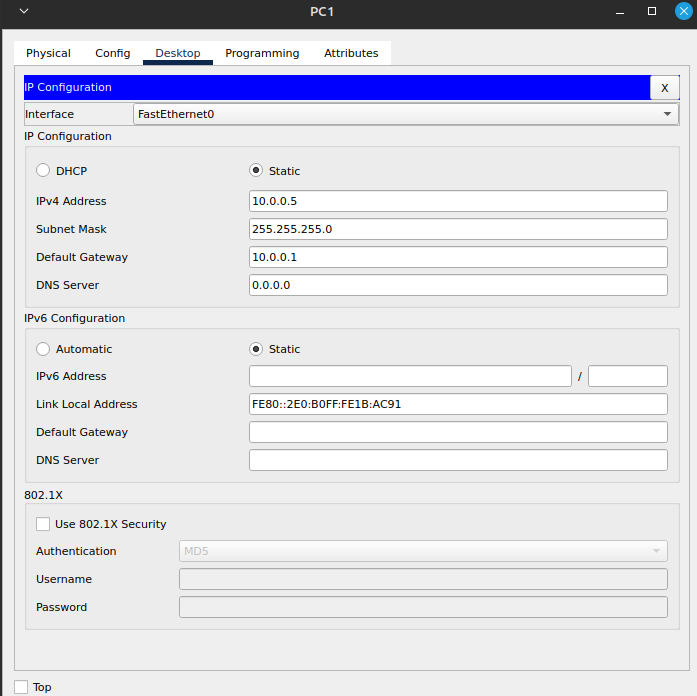 PC1
Physical Config Desktop Programming Attributes
IP Configuration X
Interface FastEthernet0
IP Configuration
DHCP Static
IPv4 Address 10.0.0.5
Subnet Mask 255.255.255.0
Default Gateway 10.0.0.1
DNS Server 0.0.0.0
IPv6 Configuration
Automatic Static
IPv6 Address /
Link Local Address FE80::2E0:B0FF:FE1B:AC91
Default Gateway
DNS Server
802.1X
Use 802.1X Security
Authentication MD5
Username
Password
Top